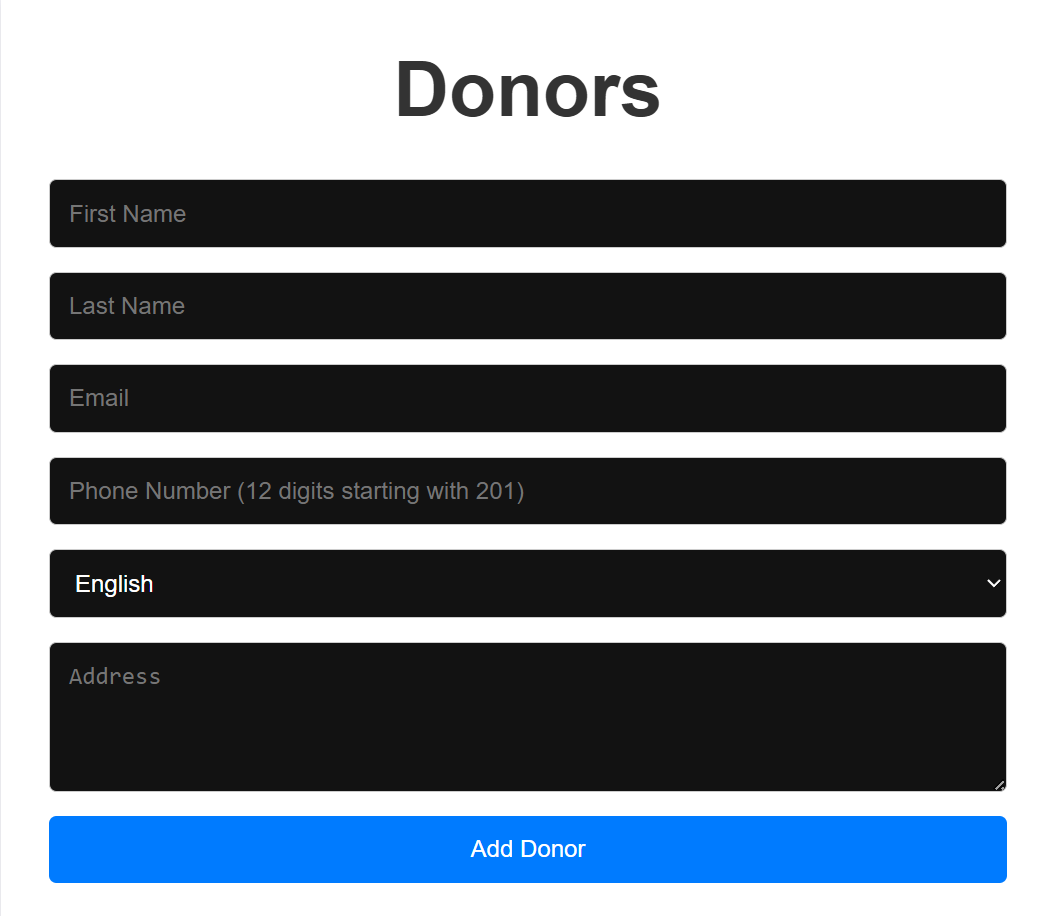 Donors
First Name
Last Name
Email
Phone Number (12 digits starting with 201)
English
Address
Add Donor